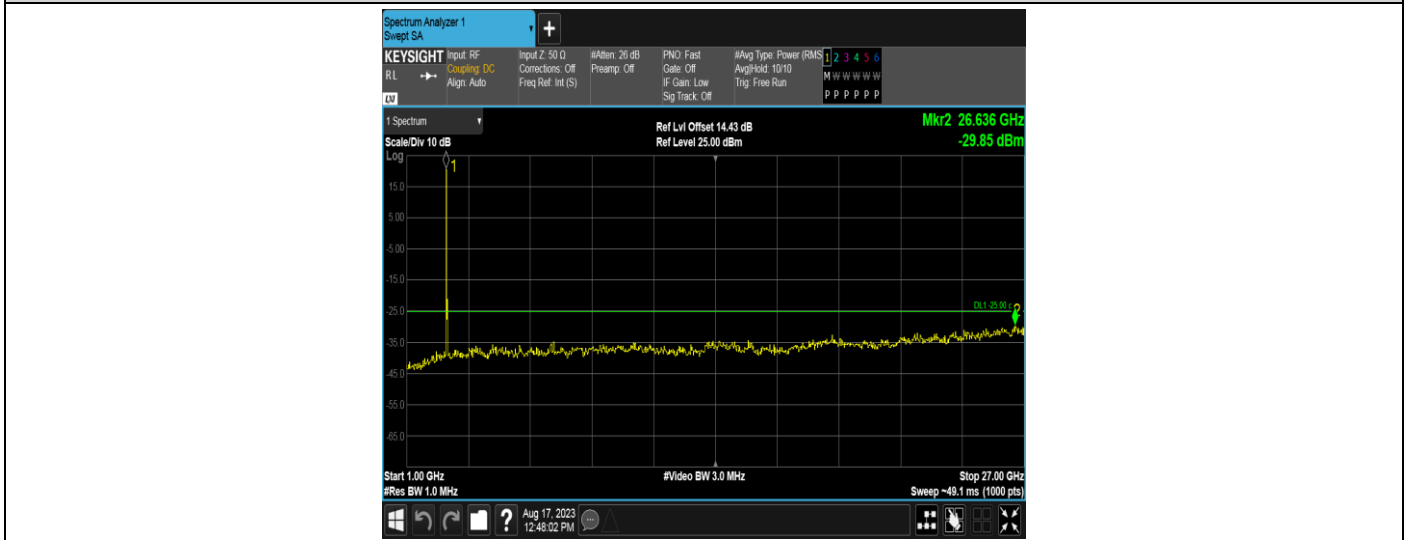 Spectrum Analyzer 1
Swept SA
+
KEYSIGHT
RL
LXI
Input: RF
Coupling: DC
Align: Auto
Input Z: 50 Ω
Corrections: Off
Freq Ref: Int (S)
#Atten: 26 dB
Preamp: Off
PNO: Fast
Gate: Off
IF Gain: Low
Sig Track: Off
#Avg Type: Power (RMS
Avg|Hold: 10/10
Trig: Free Run
1 2 3 4 5 6
M W W W W W
P P P P P P
1 Spectrum
Scale/Div 10 dB
Log
Ref Lvl Offset 14.43 dB
Ref Level 25.00 dBm
Mkr2 26.636 GHz
-29.85 dBm
1
15.0
5.00
-5.00
-15.0
-25.0
DL1 -25.00
2
-35.0
-45.0
-55.0
-65.0
Start 1.00 GHz
#Res BW 1.0 MHz
#Video BW 3.0 MHz
Stop 27.00 GHz
Sweep ~49.1 ms (1000 pts)
?
Aug 17, 2023
12:48:02 PM